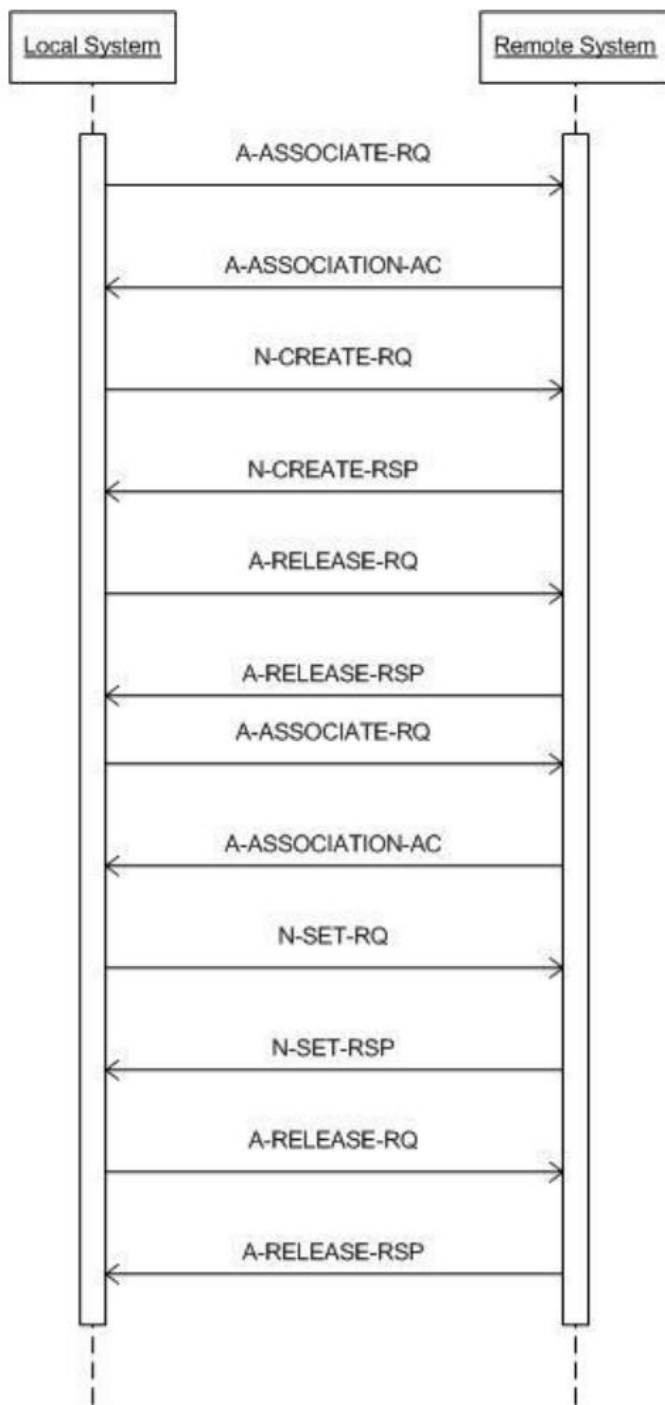 Local System
Remote System
A-ASSOCIATE-RQ
A-ASSOCIATION-AC
N-CREATE-RQ
N-CREATE-RSP
A-RELEASE-RQ
A-RELEASE-RSP
A-ASSOCIATE-RQ
A-ASSOCIATION-AC
N-SET-RQ
N-SET-RSP
A-RELEASE-RQ
A-RELEASE-RSP